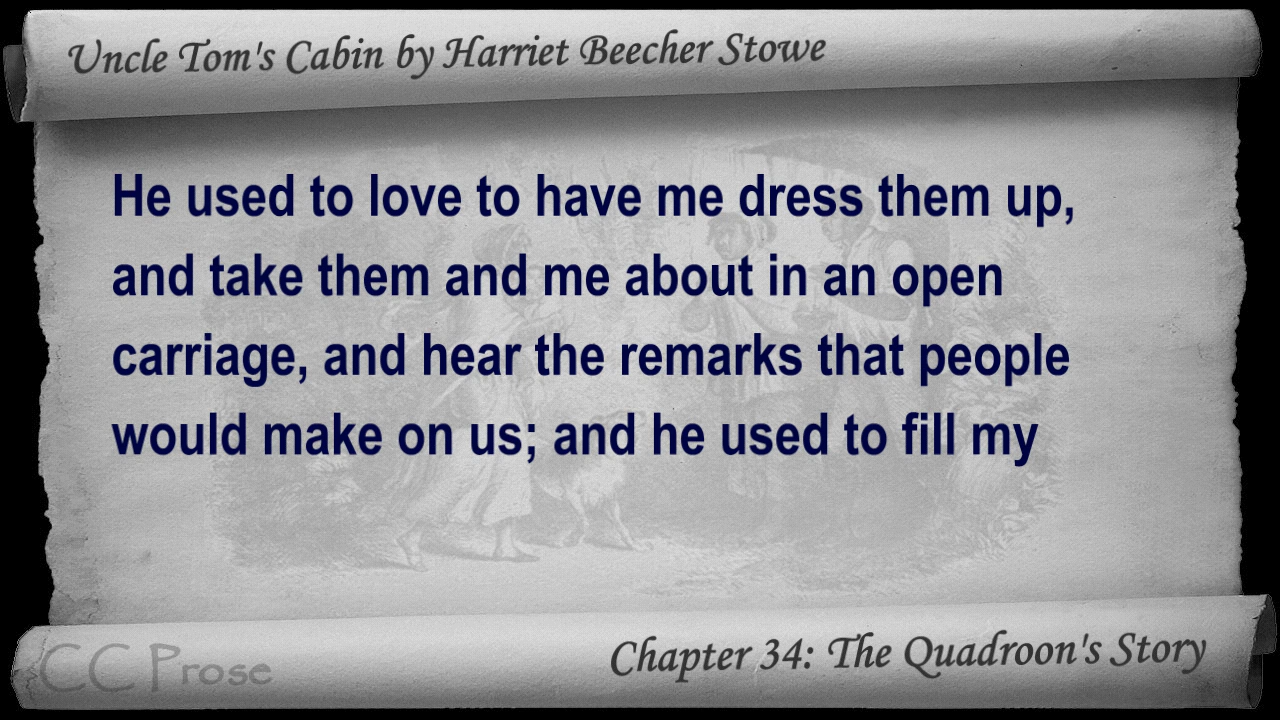 Uncle Tom's Cabin by Harriet Beecher Stowe
He used to love to have me dress them up,
and take them and me about in an open
carriage, and hear the remarks that people
would make on us; and he used to fill my
CC Prose
Chapter 34: The Quadroon's Story